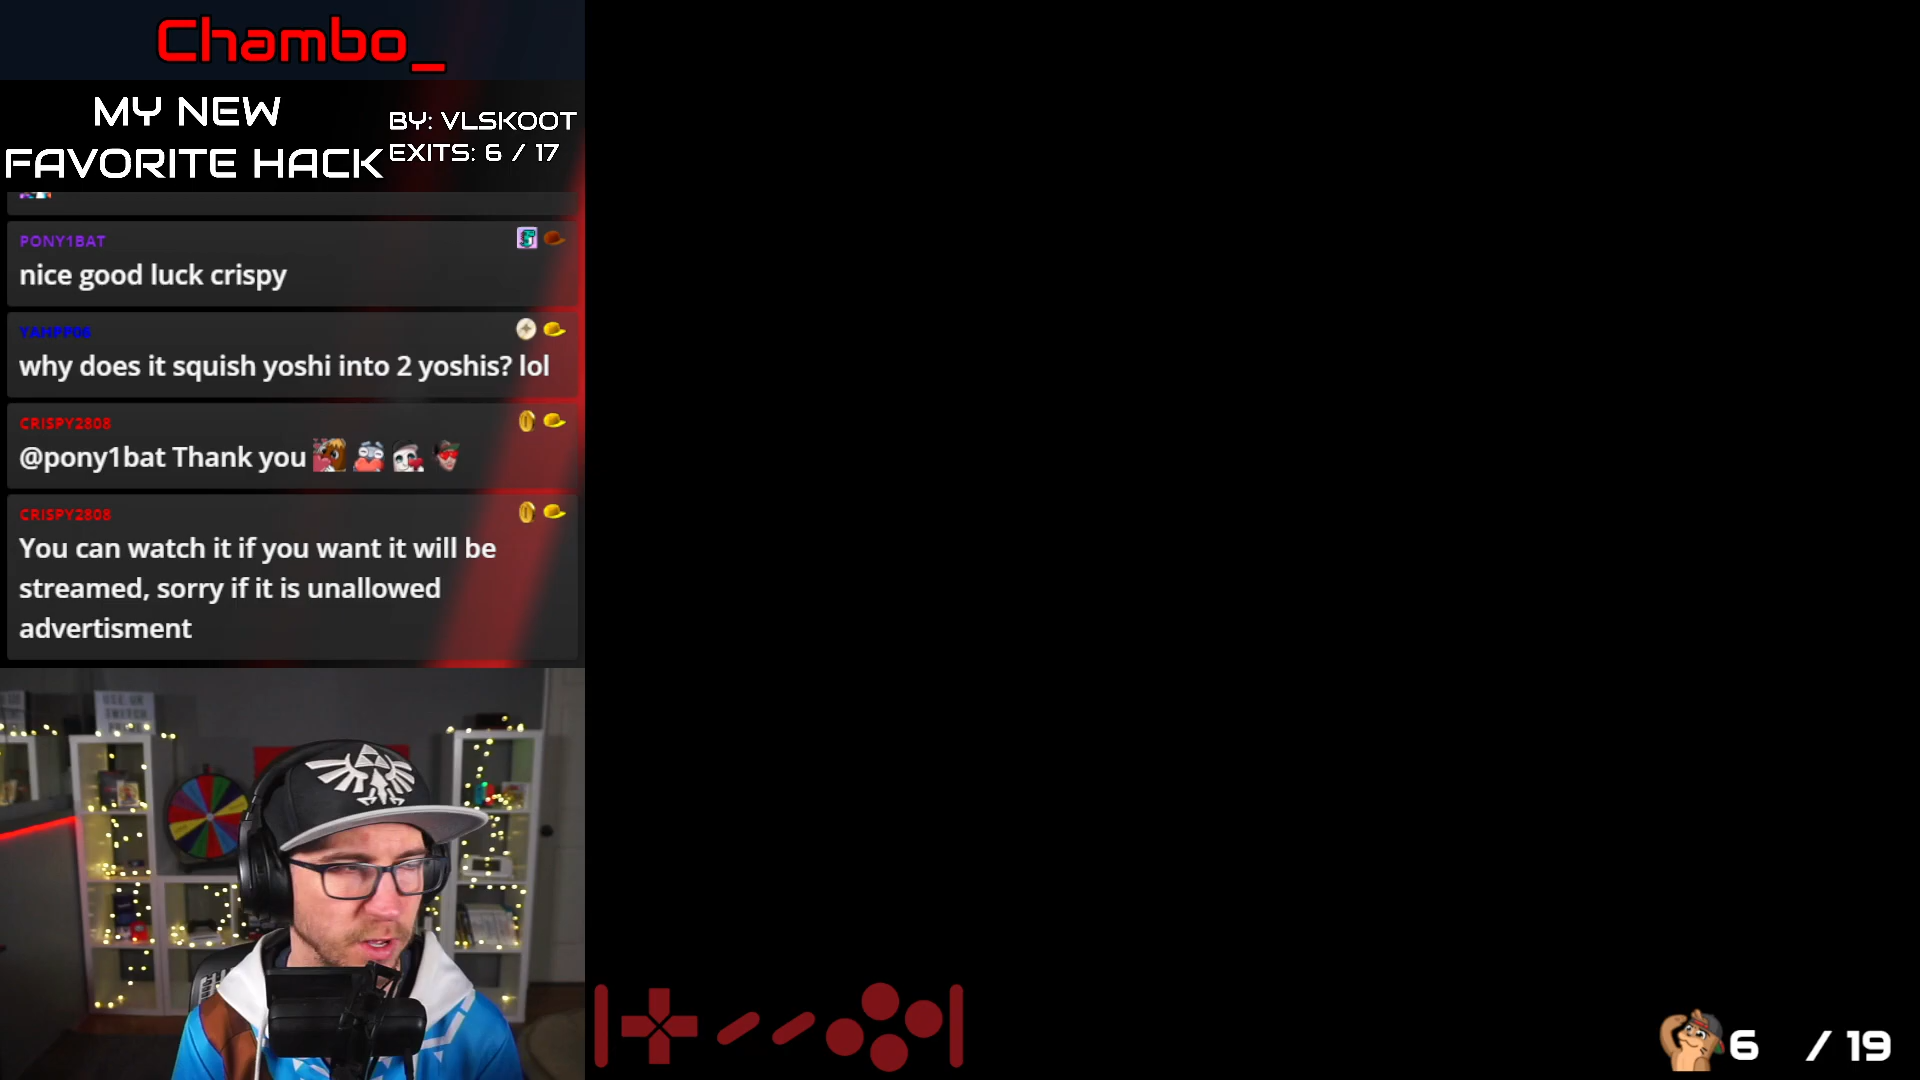 Chambo_
MY NEW
FAVORITE HACK
BY: VLSKOOT
EXITS: 6 / 17
PONY1BAT
nice good luck crispy
YAHPP06
why does it squish yoshi into 2 yoshis? lol
CRISPY2808
@pony1bat Thank you
CRISPY2808
You can watch it if you want it will be
streamed, sorry if it is unallowed
advertisment
6 / 19